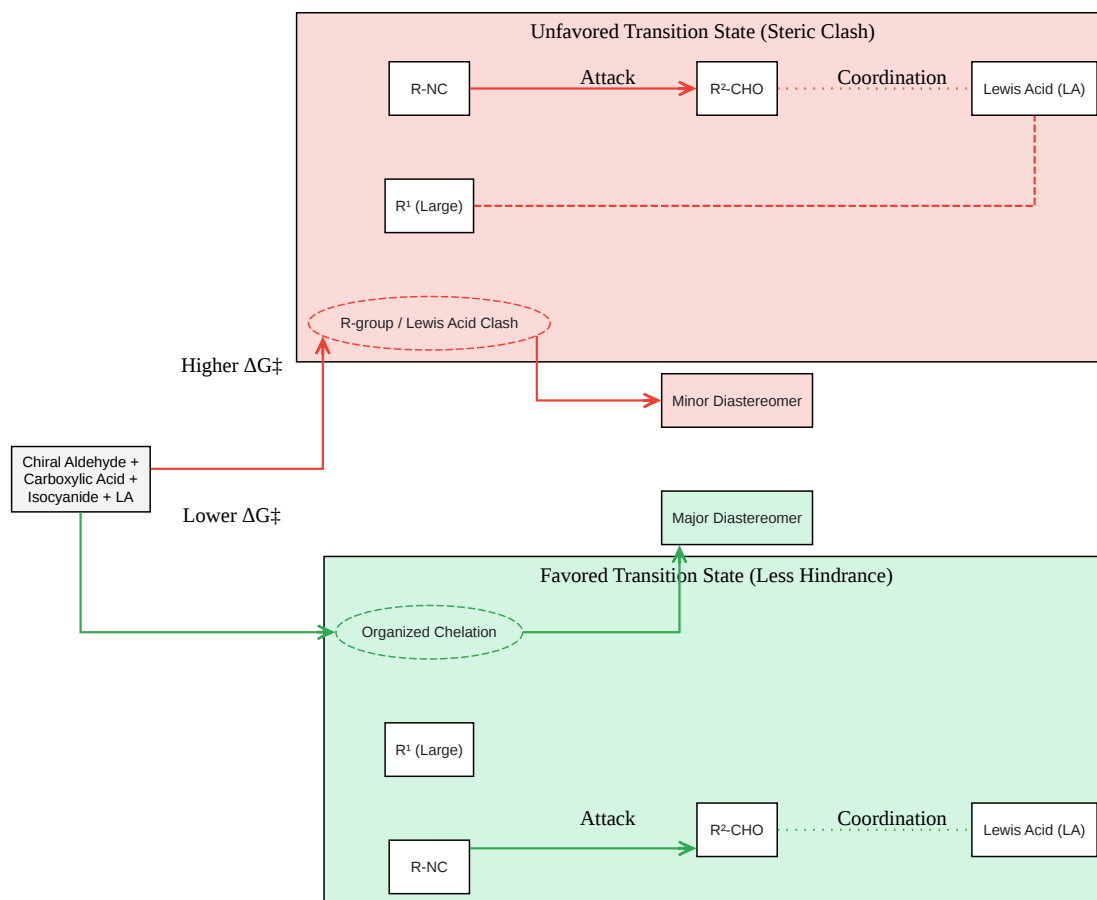 Unfavored Transition State (Steric Clash)
R-NC
Attack
R²-CHO
Coordination
Lewis Acid (LA)
R¹ (Large)
R-group / Lewis Acid Clash
Higher ΔG‡
Minor Diastereomer
Chiral Aldehyde +
Carboxylic Acid +
Isocyanide + LA
Lower ΔG‡
Major Diastereomer
Favored Transition State (Less Hindrance)
Organized Chelation
R¹ (Large)
Attack
R²-CHO
Coordination
Lewis Acid (LA)
R-NC